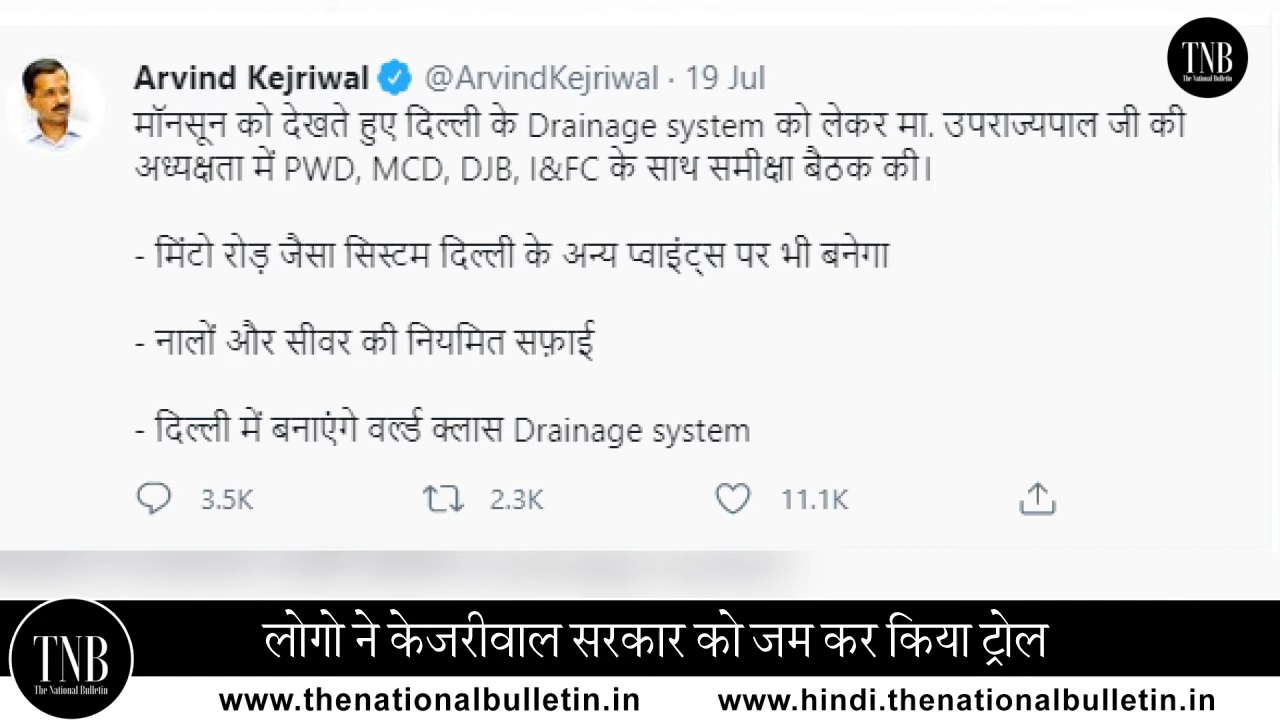 TNB
The National Bulletin
Arvind Kejriwal @ArvindKejriwal · 19 Jul
मॉनसून को देखते हुए दिल्ली के Drainage system को लेकर मा. उपराज्यपाल जी की
अध्यक्षता में PWD, MCD, DJB, I&FC के साथ समीक्षा बैठक की।
- मिंटो रोड़ जैसा सिस्टम दिल्ली के अन्य प्वाइंट्स पर भी बनेगा
- नालों और सीवर की नियमित सफ़ाई
- दिल्ली में बनाएंगे वर्ल्ड क्लास Drainage system
3.5K 2.3K 11.1K
लोगो ने केजरीवाल सरकार को जम कर किया ट्रोल
TNB
The National Bulletin
www.thenationalbulletin.in www.hindi.thenationalbulletin.in